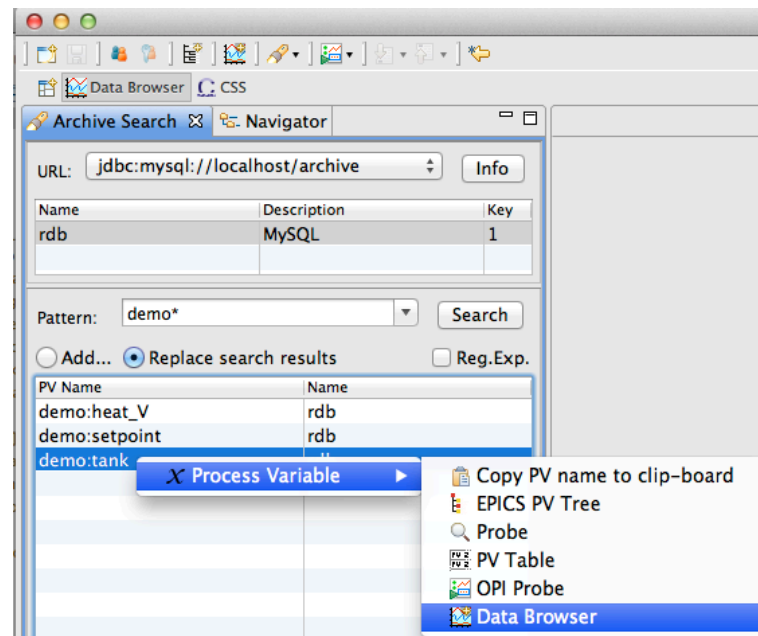 Data Browser CSS
Archive Search Navigator
URL: jdbc:mysql://localhost/archive Info
Name Description Key
rdb MySQL 1
Pattern: demo* Search
Add... Replace search results Reg.Exp.
PV Name Name
demo:heat_V rdb
demo:setpoint rdb
demo:tank
Process Variable
Copy PV name to clip-board
EPICS PV Tree
Probe
PV Table
OPI Probe
Data Browser